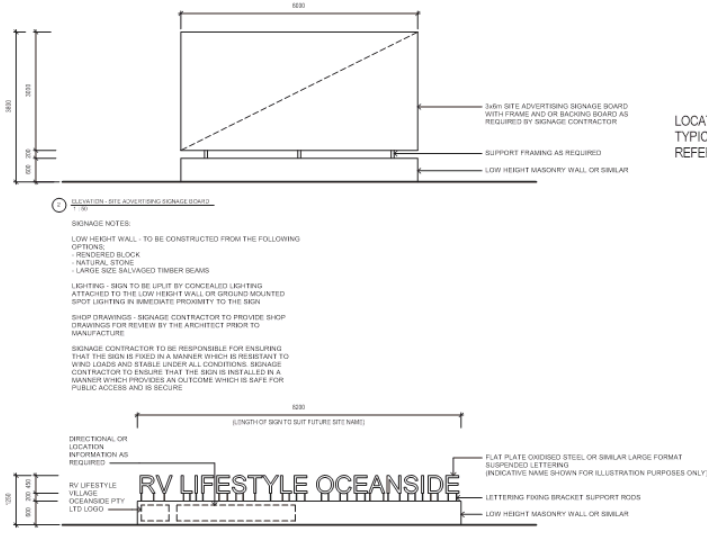 6000
3800
3000
200
600
3x6m SITE ADVERTISING SIGNAGE BOARD
WITH FRAME AND OR BACKING BOARD AS
REQUIRED BY SIGNAGE CONTRACTOR
SUPPORT FRAMING AS REQUIRED
LOW HEIGHT MASONRY WALL OR SIMILAR
LOCAT
TYPIC
REFE
2
ELEVATION - SITE ADVERTISING SIGNAGE BOARD
1 : 50
SIGNAGE NOTES:
LOW HEIGHT WALL - TO BE CONSTRUCTED FROM THE FOLLOWING
OPTIONS;
- RENDERED BLOCK
- NATURAL STONE
- LARGE SIZE SALVAGED TIMBER BEAMS
LIGHTING - SIGN TO BE UPLIT BY CONCEALED LIGHTING
ATTACHED TO THE LOW HEIGHT WALL OR GROUND MOUNTED
SPOT LIGHTING IN IMMEDIATE PROXIMITY TO THE SIGN
SHOP DRAWINGS - SIGNAGE CONTRACTOR TO PROVIDE SHOP
DRAWINGS FOR REVIEW BY THE ARCHITECT PRIOR TO
MANUFACTURE
SIGNAGE CONTRACTOR TO BE RESPONSIBLE FOR ENSURING
THAT THE SIGN IS FIXED IN A MANNER WHICH IS RESISTANT TO
WIND LOADS AND STABLE UNDER ALL CONDITIONS. SIGNAGE
CONTRACTOR TO ENSURE THAT THE SIGN IS INSTALLED IN A
MANNER WHICH PROVIDES AN OUTCOME WHICH IS SAFE FOR
PUBLIC ACCESS AND IS SECURE
8200
(LENGTH OF SIGN TO SUIT FUTURE SITE NAME)
DIRECTIONAL OR
LOCATION
INFORMATION AS
REQUIRED
RV LIFESTYLE
VILLAGE
OCEANSIDE PTY
LTD LOGO
1250
450
200
600
RV LIFESTYLE OCEANSIDE
FLAT PLATE OXIDISED STEEL OR SIMILAR LARGE FORMAT
SUSPENDED LETTERING
(INDICATIVE NAME SHOWN FOR ILLUSTRATION PURPOSES ONLY)
LETTERING FIXING BRACKET SUPPORT RODS
LOW HEIGHT MASONRY WALL OR SIMILAR